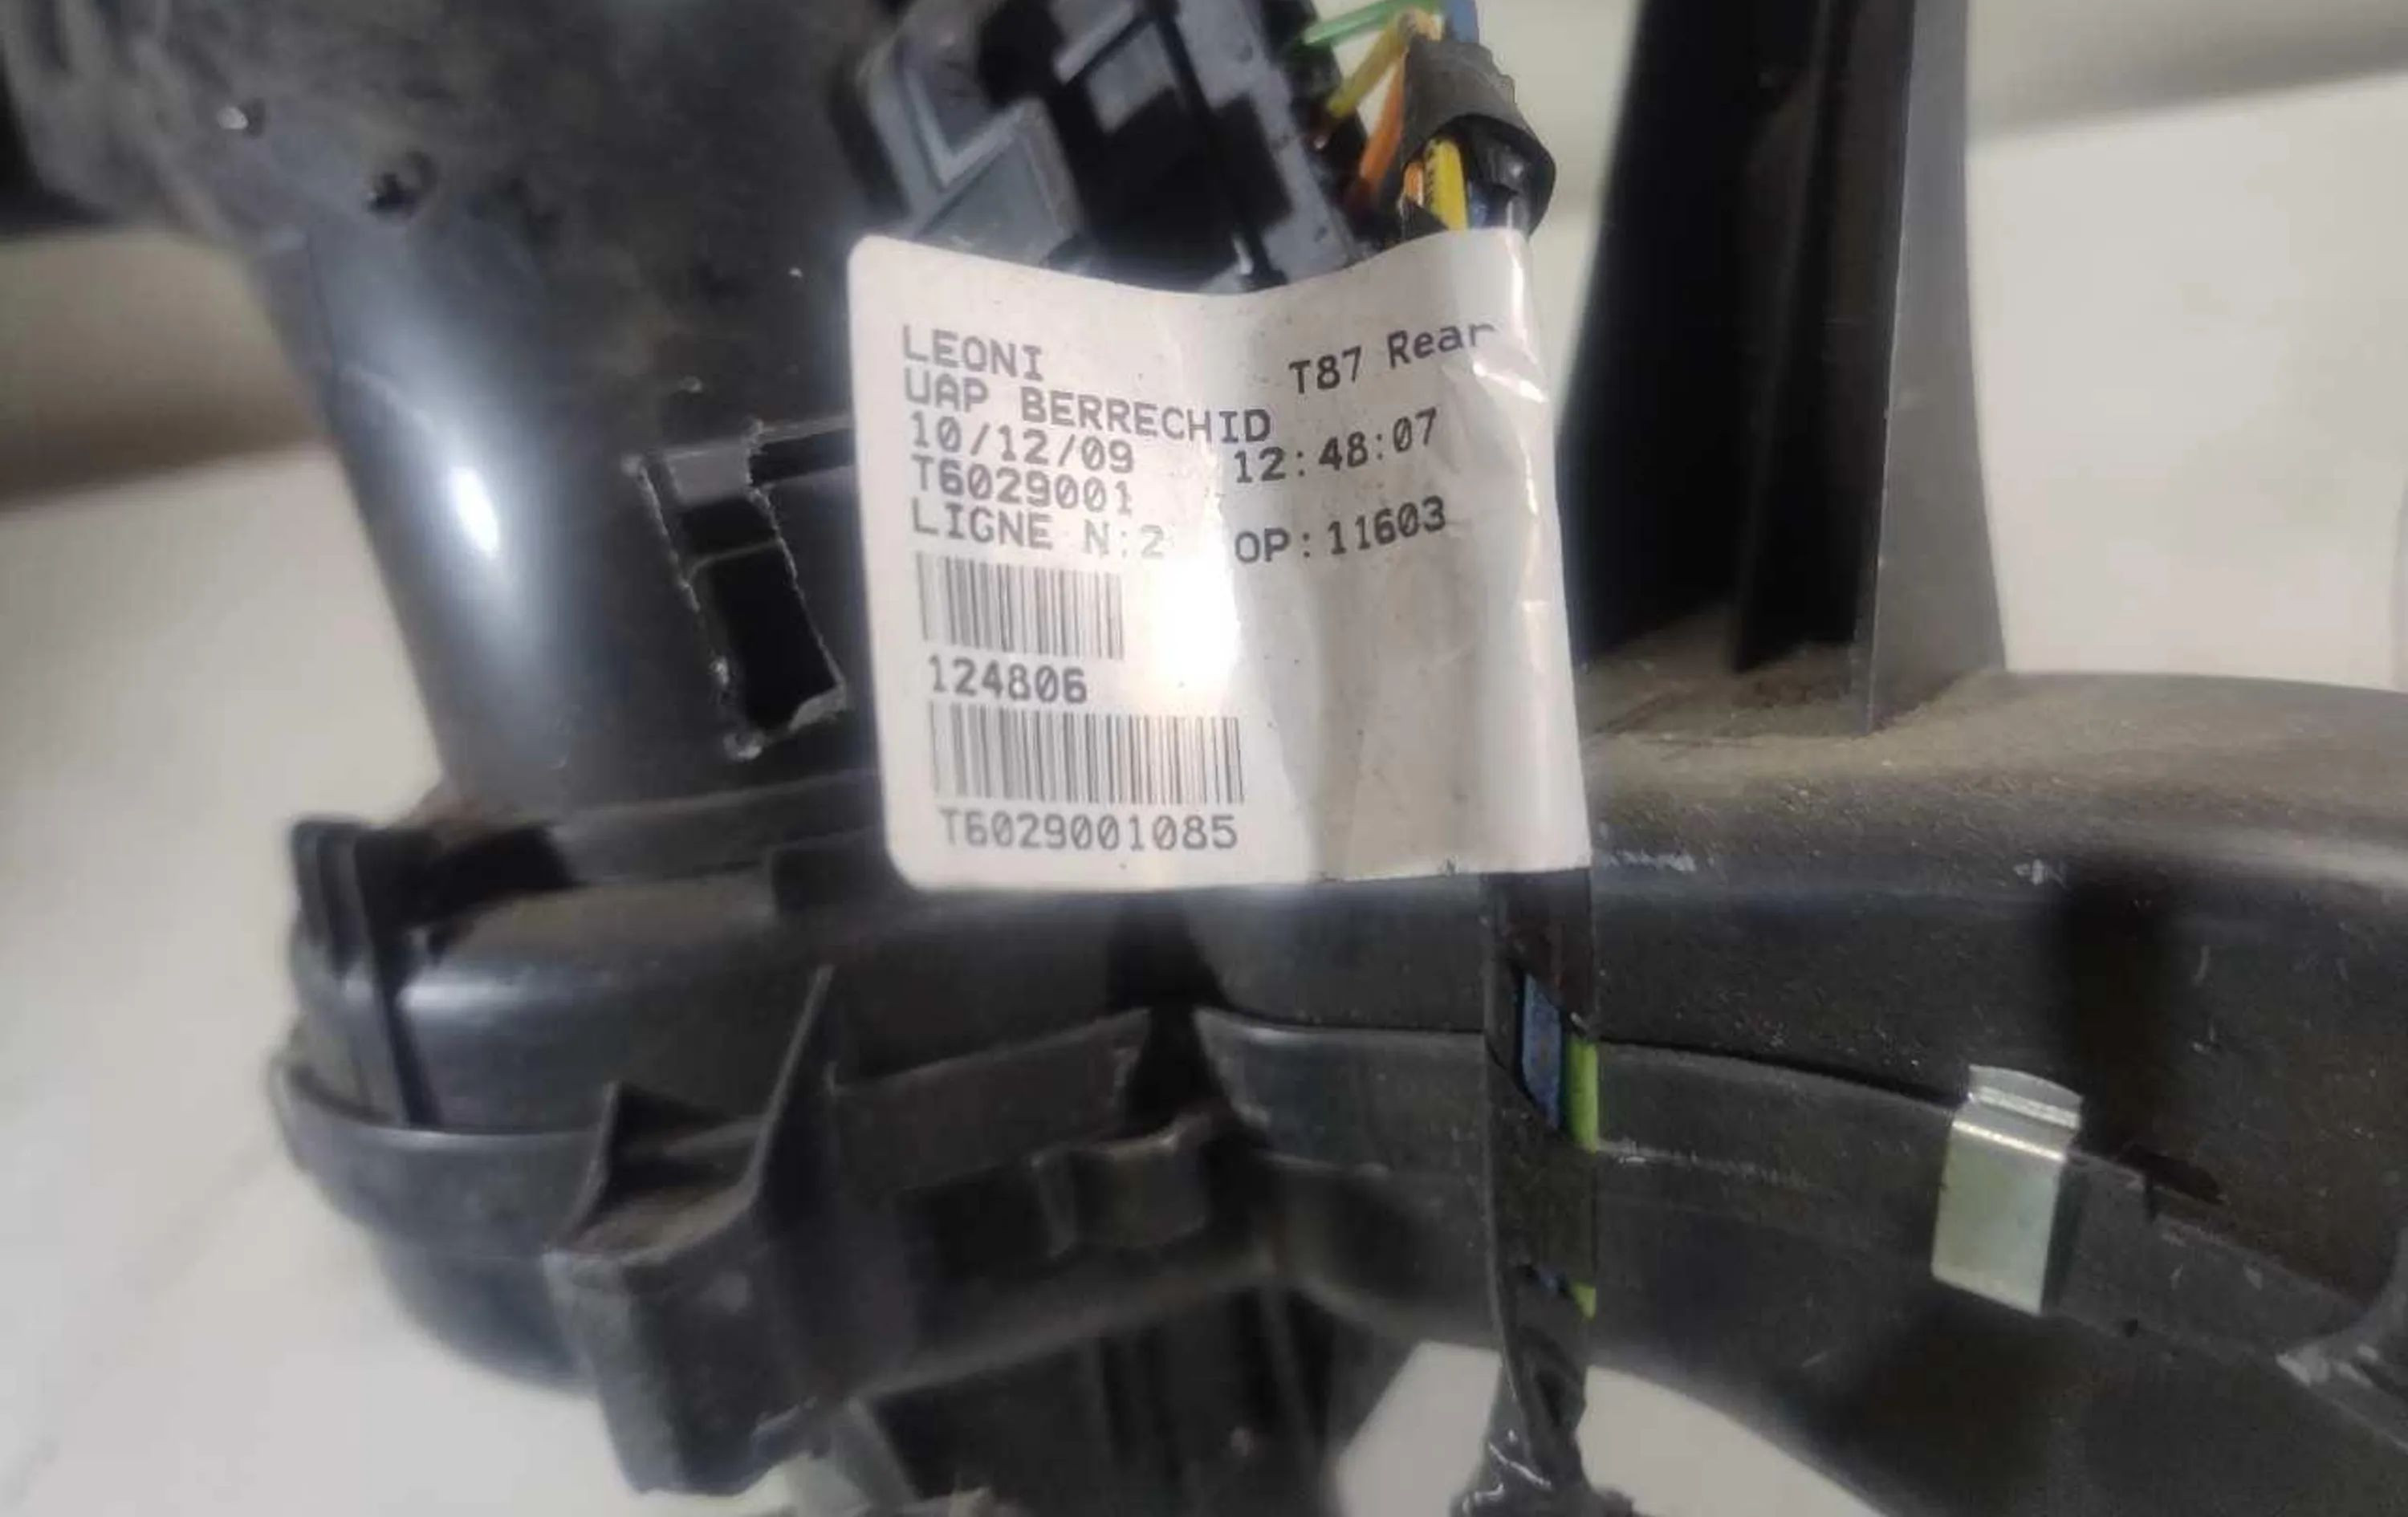 LEONI T87 Rear
UAP BERRECHID
10/12/09 12:48:07
T6029001
LIGNE N:2 OP:11603
124806
T6029001085